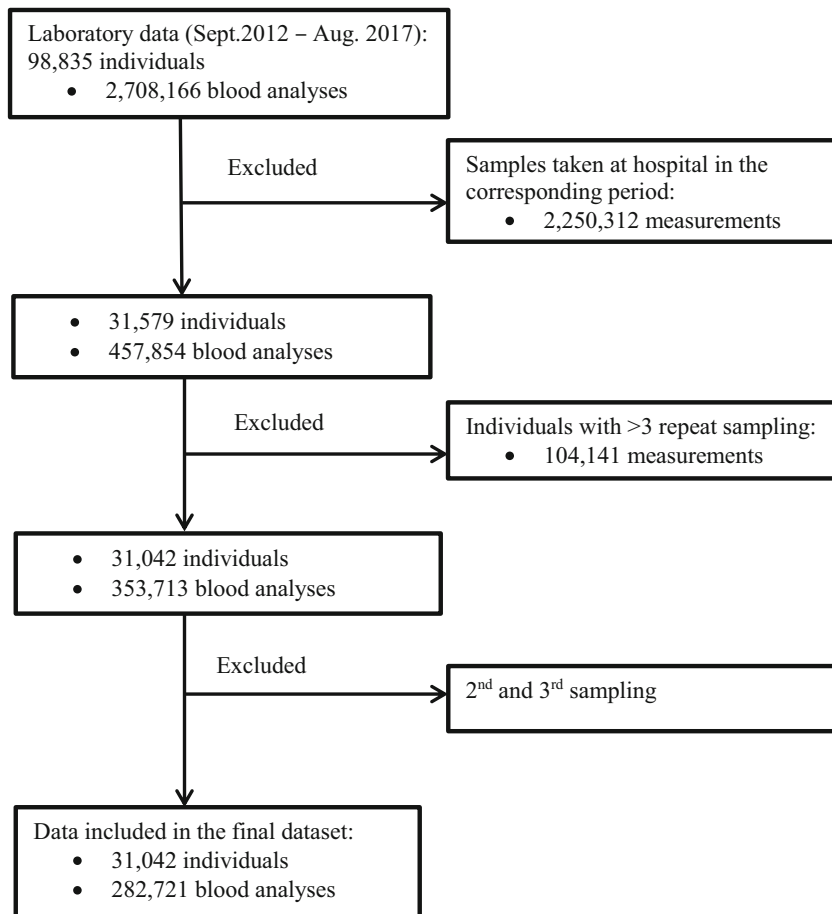 Laboratory data (Sept.2012 – Aug. 2017):
98,835 individuals
• 2,708,166 blood analyses
Excluded
Samples taken at hospital in the
corresponding period:
• 2,250,312 measurements
• 31,579 individuals
• 457,854 blood analyses
Excluded
Individuals with >3 repeat sampling:
• 104,141 measurements
• 31,042 individuals
• 353,713 blood analyses
Excluded
2nd and 3rd sampling
Data included in the final dataset:
• 31,042 individuals
• 282,721 blood analyses